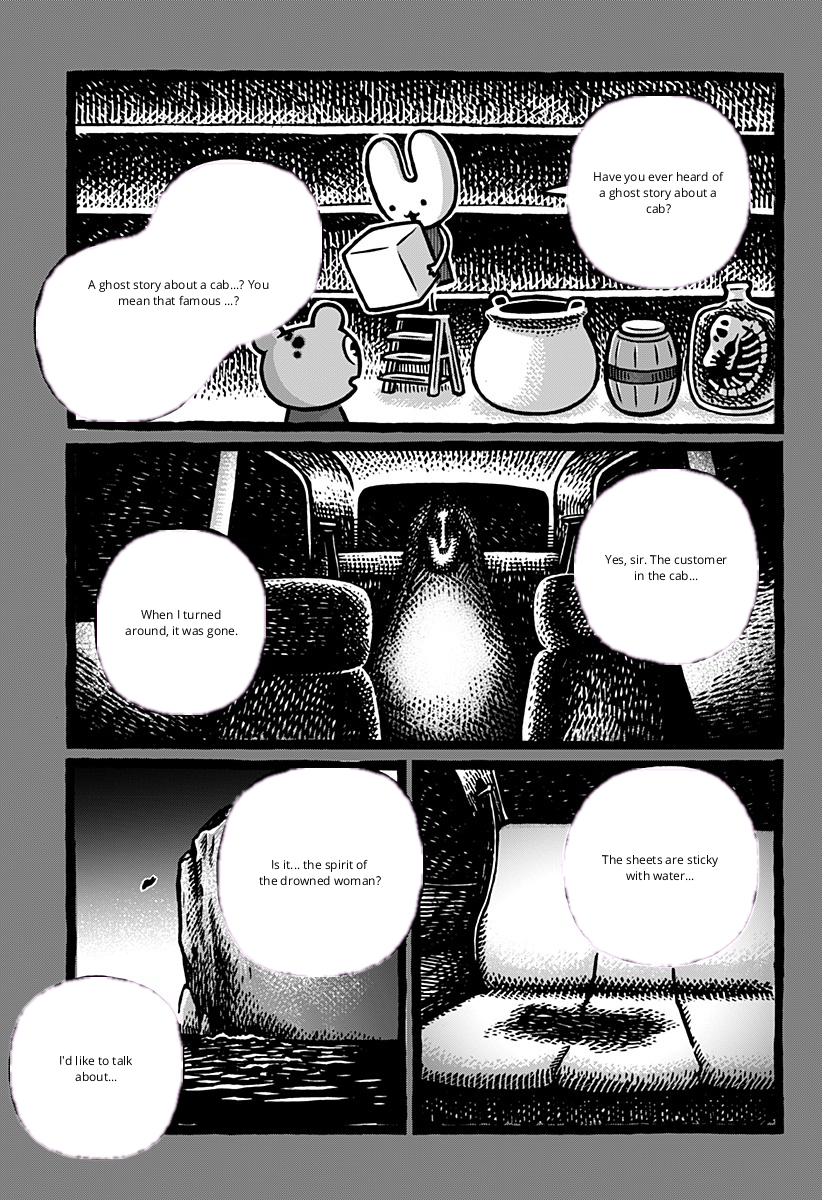 Have you ever heard of
a ghost story about a
cab?
A ghost story about a cab...? You
mean that famous ...?
Yes, sir. The customer
in the cab...
When I turned
around, it was gone.
The sheets are sticky
with water...
Is it... the spirit of
the drowned woman?
I'd like to talk
about...